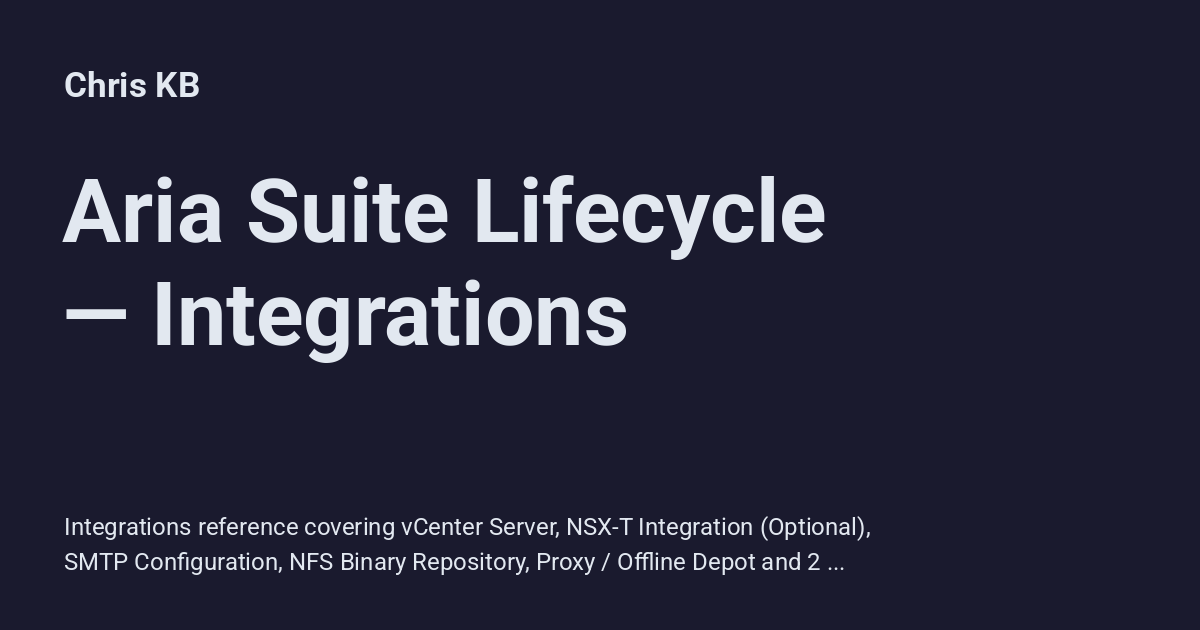 Chris KB
Aria Suite Lifecycle
— Integrations
Integrations reference covering vCenter Server, NSX-T Integration (Optional),
SMTP Configuration, NFS Binary Repository, Proxy / Offline Depot and 2 ...